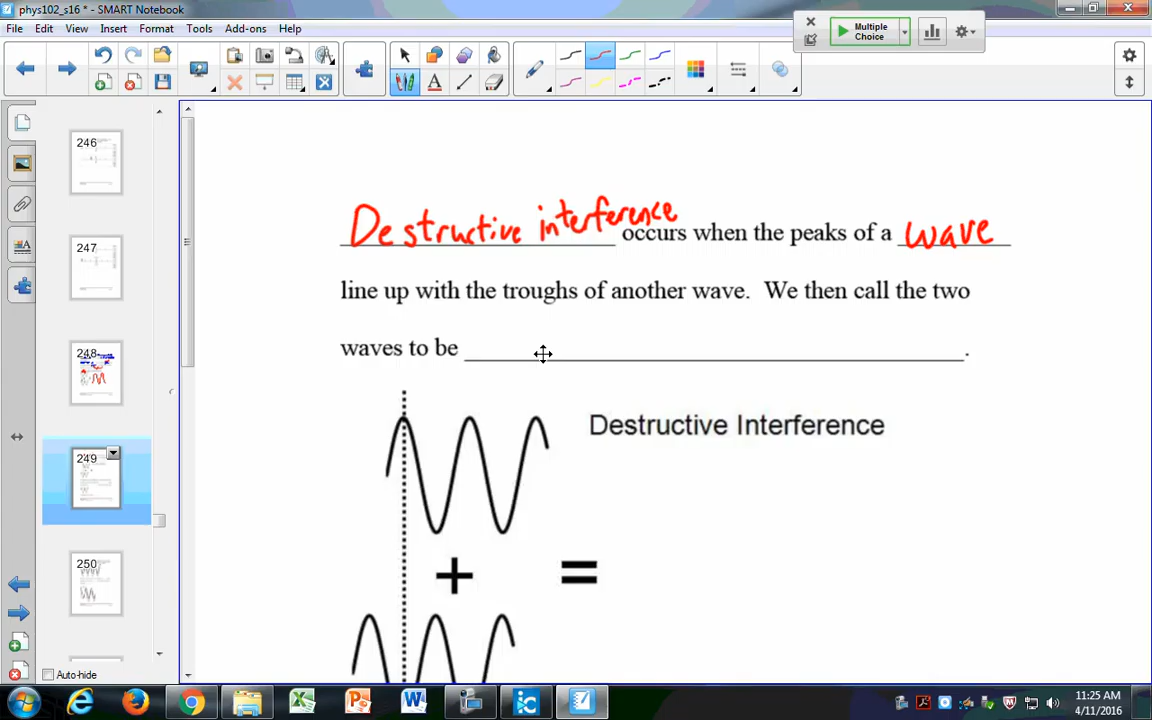 phys102_s16 * - SMART Notebook
File Edit View Insert Format Tools Add-ons Help
Multiple Choice
246
247
248
249
250
Destructive interference occurs when the peaks of a wave
line up with the troughs of another wave. We then call the two
waves to be ____________________.
Destructive Interference
+ =
Auto-hide
11:25 AM
4/11/2016